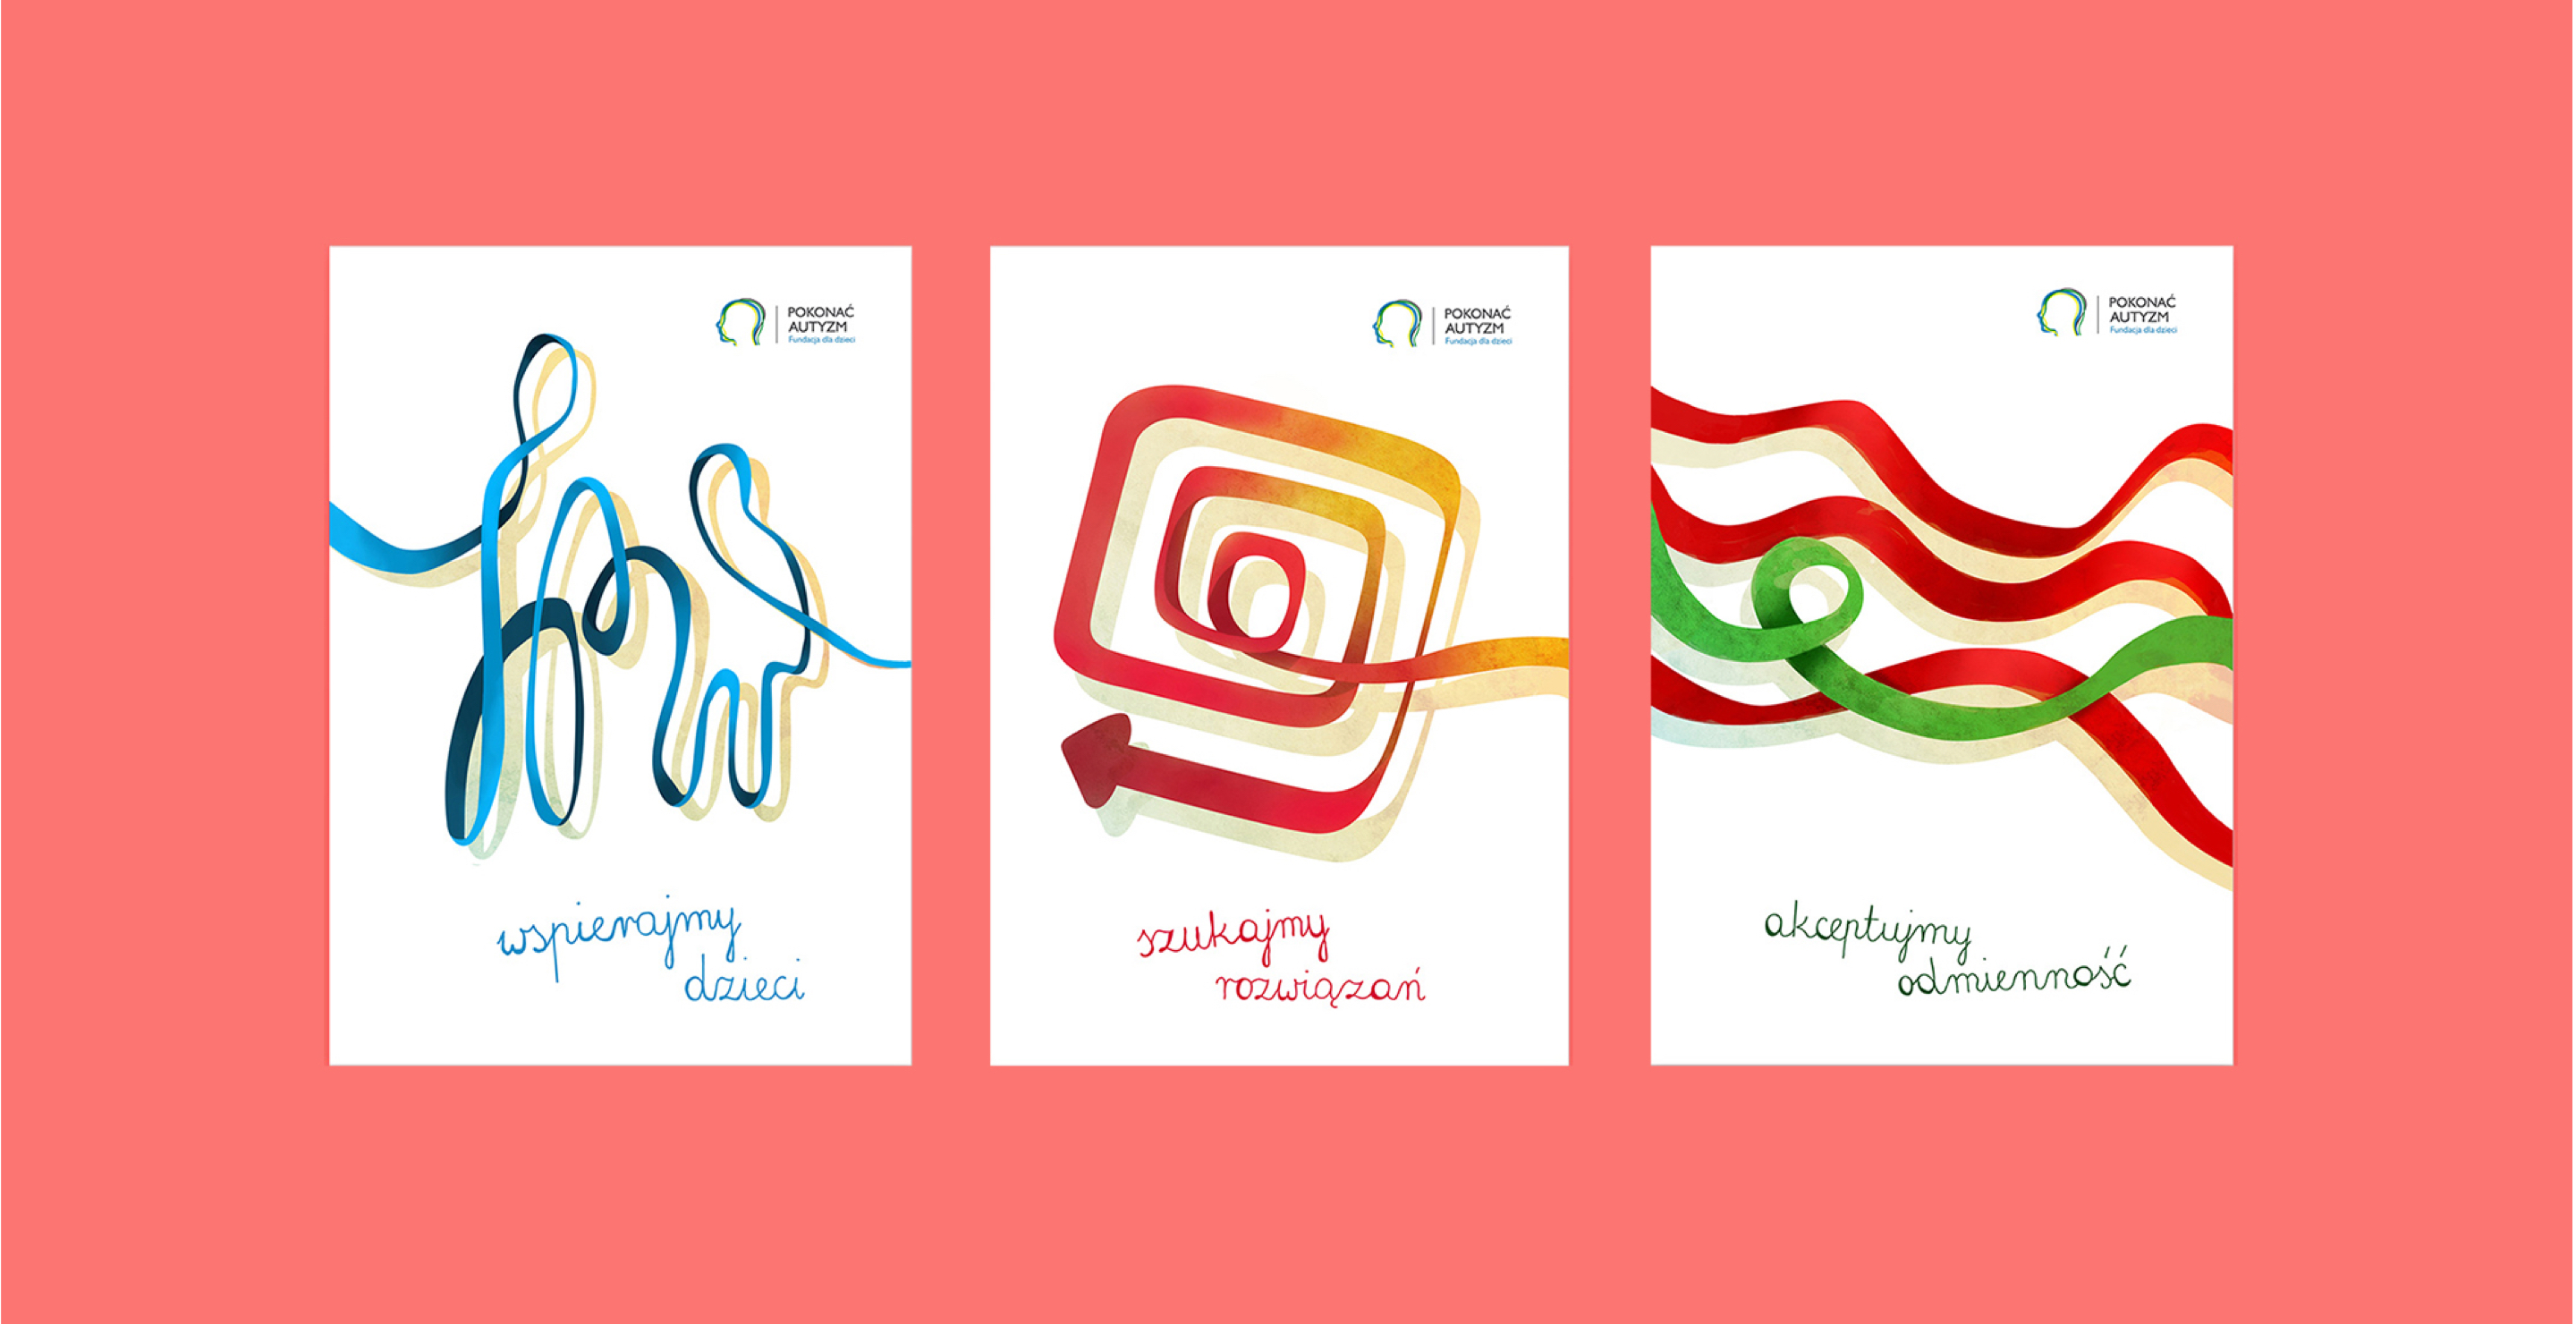 POKONAĆ
AUTYZM
Fundacja dla dzieci
wspierajmy
dzieci
POKONAĆ
AUTYZM
Fundacja dla dzieci
szukajmy
rozwiązań
POKONAĆ
AUTYZM
Fundacja dla dzieci
akceptujmy
odmienność